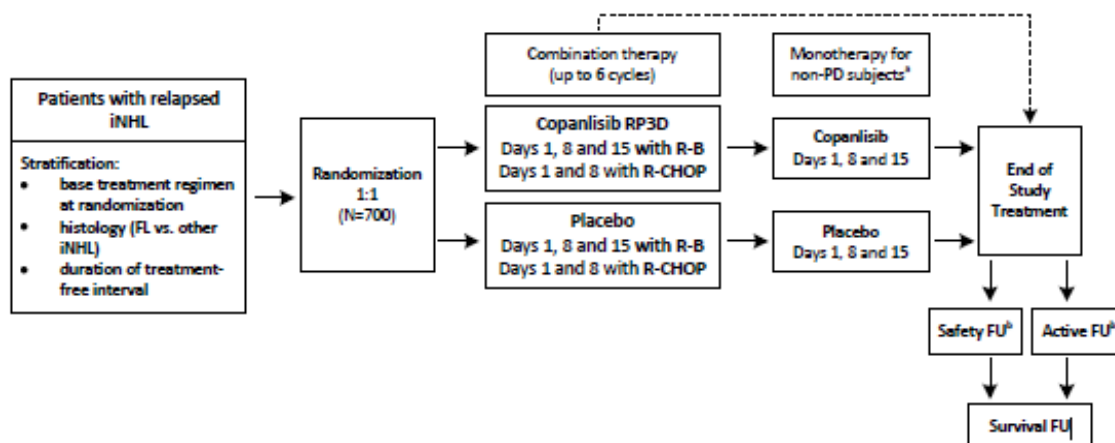 Patients with relapsed
iNHL
Stratification:
• base treatment regimen
at randomization
• histology (FL vs. other
iNHL)
• duration of treatment-
free interval
Randomization
1:1
(N=700)
Combination therapy
(up to 6 cycles)
Copanlisib RP3D
Days 1, 8 and 15 with R-B
Days 1 and 8 with R-CHOP
Placebo
Days 1, 8 and 15 with R-B
Days 1 and 8 with R-CHOP
Monotherapy for
non-PD subjectsᵃ
Copanlisib
Days 1, 8 and 15
Placebo
Days 1, 8 and 15
End of
Study
Treatment
Safety FUᵇ
Active FUᵇ
Survival FU